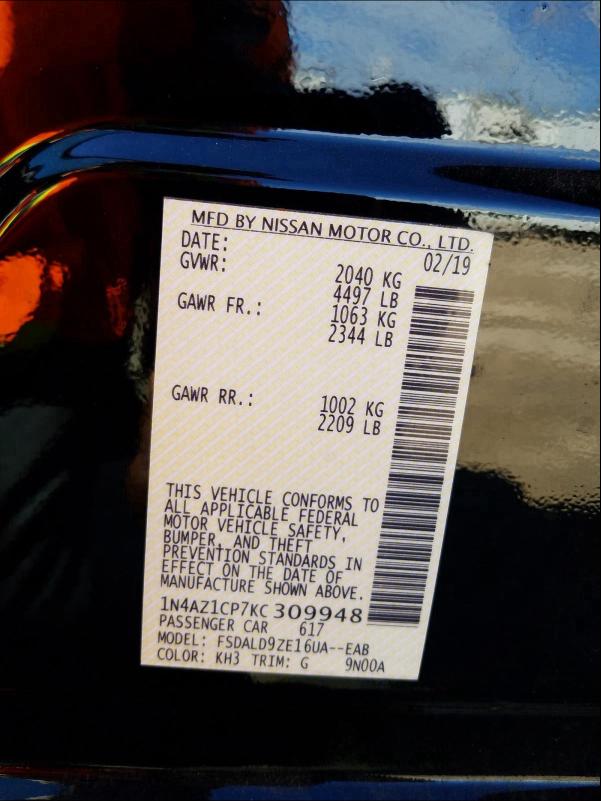 MFD BY NISSAN MOTOR CO., LTD.
DATE: 02/19
GVWR: 2040 KG
4497 LB
GAWR FR.: 1063 KG
2344 LB
GAWR RR.: 1002 KG
2209 LB
THIS VEHICLE CONFORMS TO
ALL APPLICABLE FEDERAL
MOTOR VEHICLE SAFETY,
BUMPER, AND THEFT
PREVENTION STANDARDS IN
EFFECT ON THE DATE OF
MANUFACTURE SHOWN ABOVE.
1N4AZ1CP7KC309948
PASSENGER CAR 617
MODEL: FSDALD9ZE16UA--EAB
COLOR: KH3 TRIM: G 9N00A